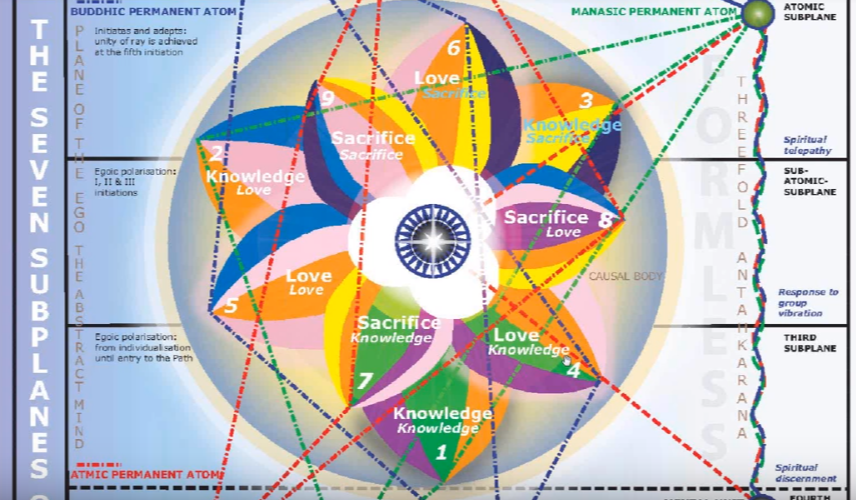 THE SEVEN SUBPLANES
PLANE OF THE EGO THE ABSTRACT MIND
BUDDHIC PERMANENT ATOM
MANASIC PERMANENT ATOM
ATOMIC
SUBPLANE
Initiates and adepts:
unity of ray is achieved
at the fifth initiation
6
Love
Sacrifice
9
Sacrifice
Sacrifice
3
Knowledge
Sacrifice
2
Knowledge
Love
FORMLESS
THREEFOLD ANTAHKARANA
Spiritual
telepathy
Egoic polarisation:
I, II & III
initiations
SUB-
ATOMIC-
SUBPLANE
Sacrifice
Love
8
Love
Love
5
CAUSAL BODY
Response to
group
vibration
Egoic polarisation:
from individualisation
until entry to the Path
THIRD
SUBPLANE
Sacrifice
Knowledge
7
Love
Knowledge
4
Knowledge
Knowledge
1
ATMIC PERMANENT ATOM
Spiritual
discernment
FOURTH